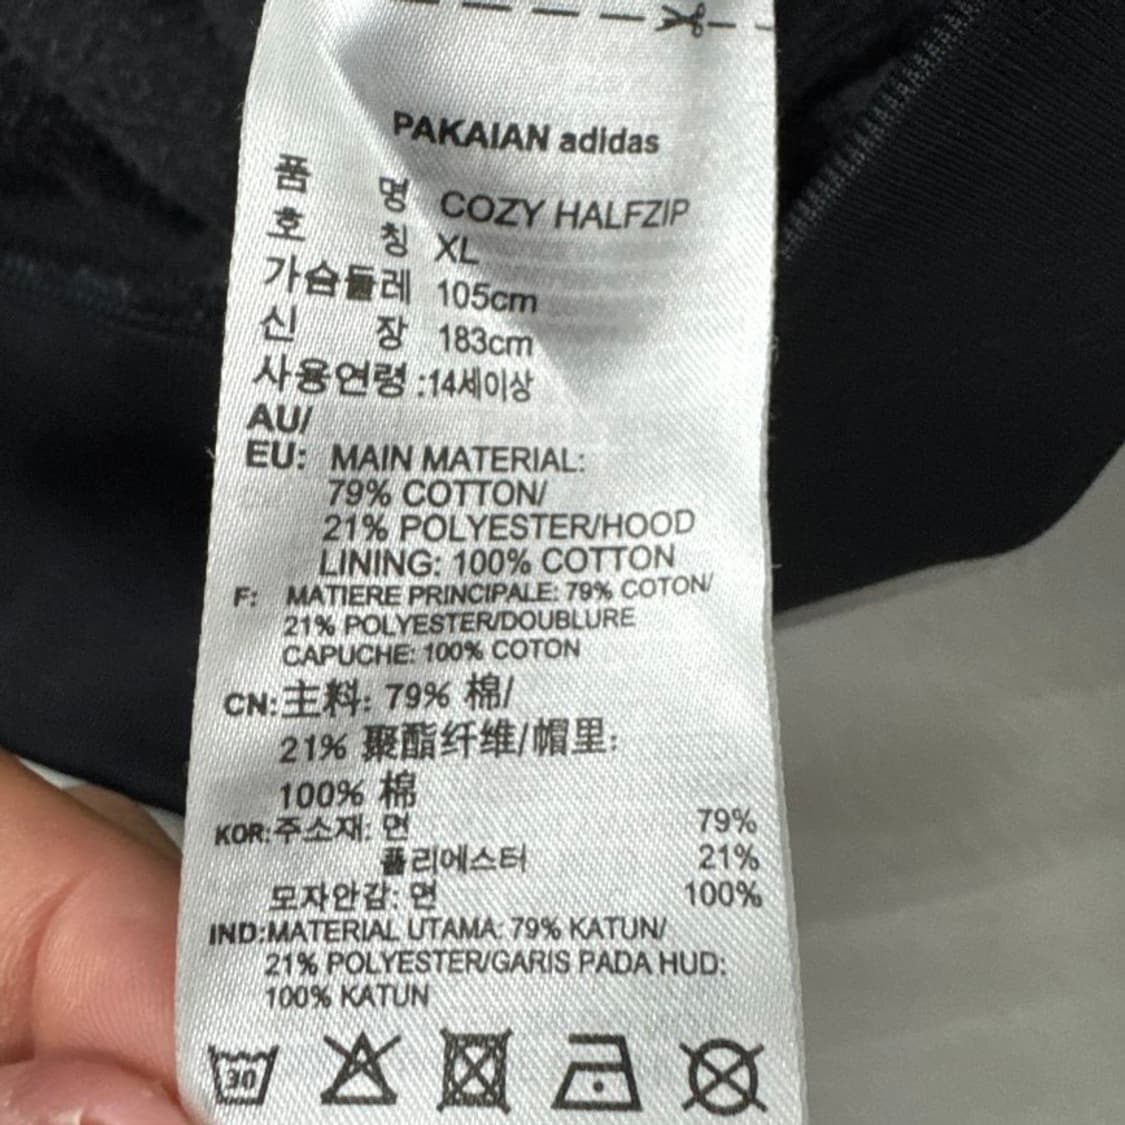 PAKAIAN adidas
품 명 COZY HALFZIP
호 칭 XL
가슴둘레 105cm
신 장 183cm
사용연령 :14세이상
AU/
EU: MAIN MATERIAL:
79% COTTON/
21% POLYESTER/HOOD
LINING: 100% COTTON
F: MATIERE PRINCIPALE: 79% COTON/
21% POLYESTER/DOUBLURE
CAPUCHE: 100% COTON
CN:主料: 79% 棉/
21% 聚酯纤维/帽里:
100% 棉
KOR:주소재: 면 79%
폴리에스터 21%
모자안감: 면 100%
IND:MATERIAL UTAMA: 79% KATUN/
21% POLYESTER/GARIS PADA HUD:
100% KATUN
30